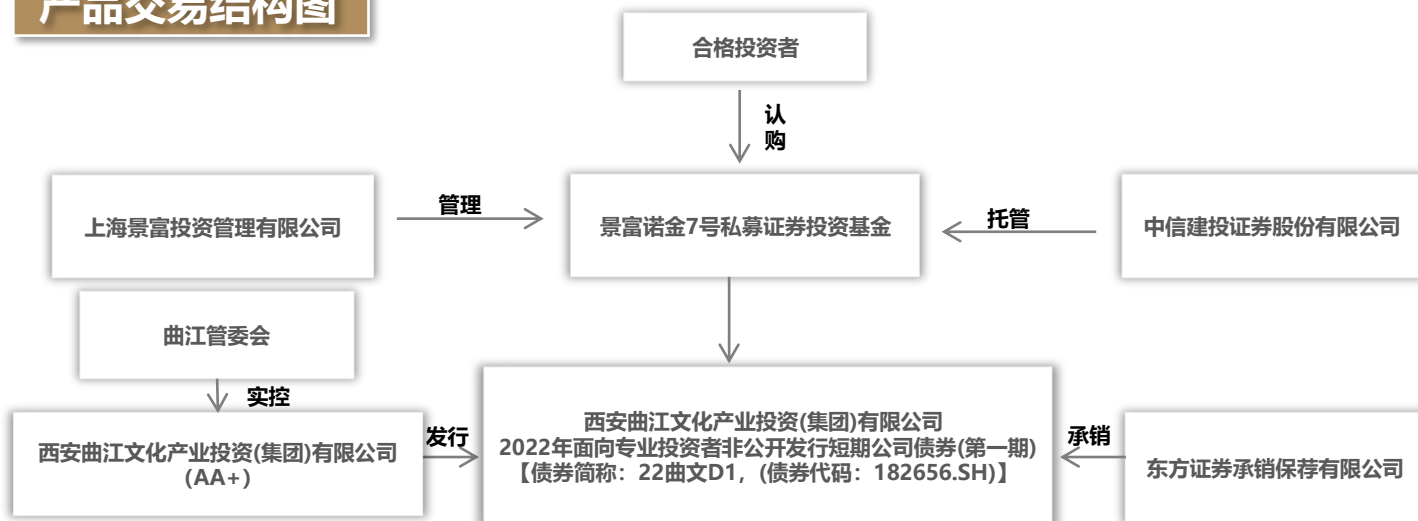 产品交易结构图
合格投资者
认
购
上海景富投资管理有限公司
管理
景富诺金7号私募证券投资基金
托管
中信建投证券股份有限公司
曲江管委会
实控
西安曲江文化产业投资(集团)有限公司
(AA+)
发行
西安曲江文化产业投资(集团)有限公司
2022年面向专业投资者非公开发行短期公司债券(第一期)
【债券简称：22曲文D1，(债券代码：182656.SH)】
承销
东方证券承销保荐有限公司